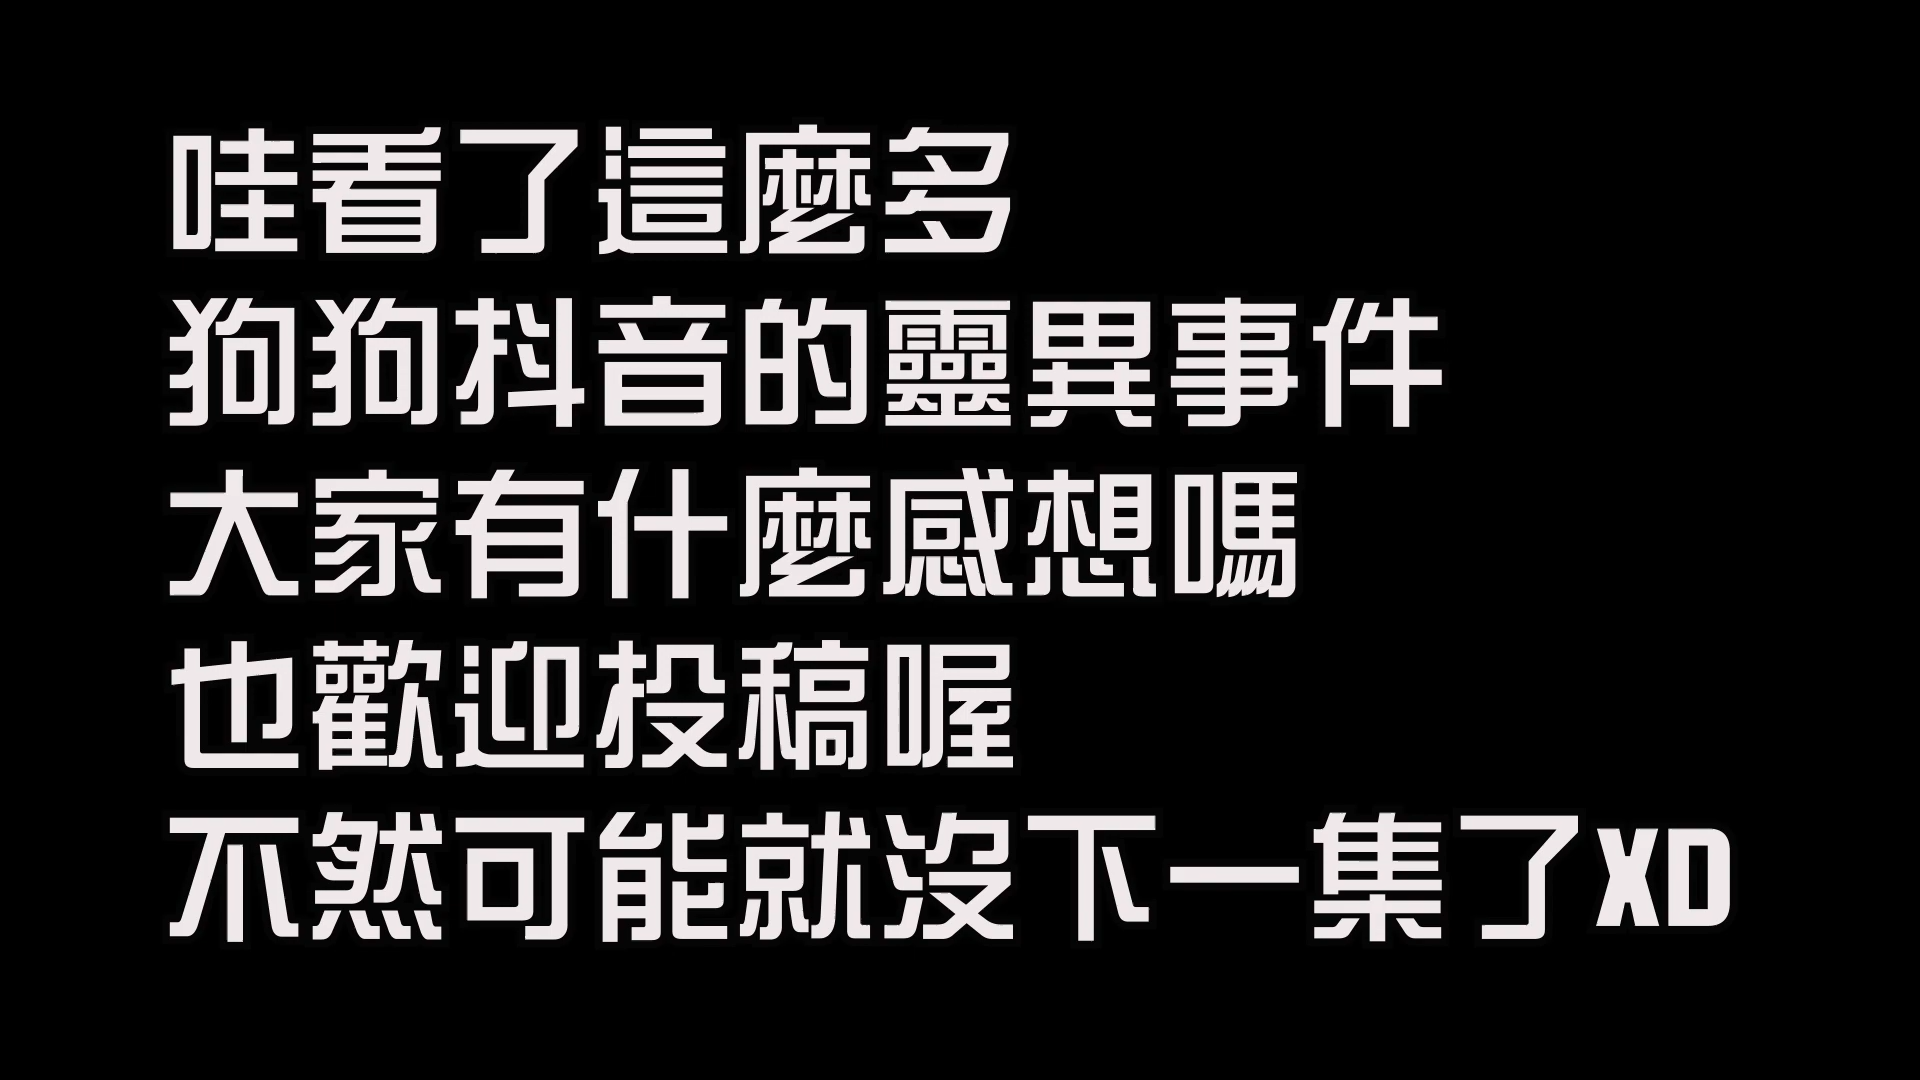 哇看了這麼多
狗狗抖音的靈異事件
大家有什麼感想嗎
也歡迎投稿喔
不然可能就沒下一集了XD